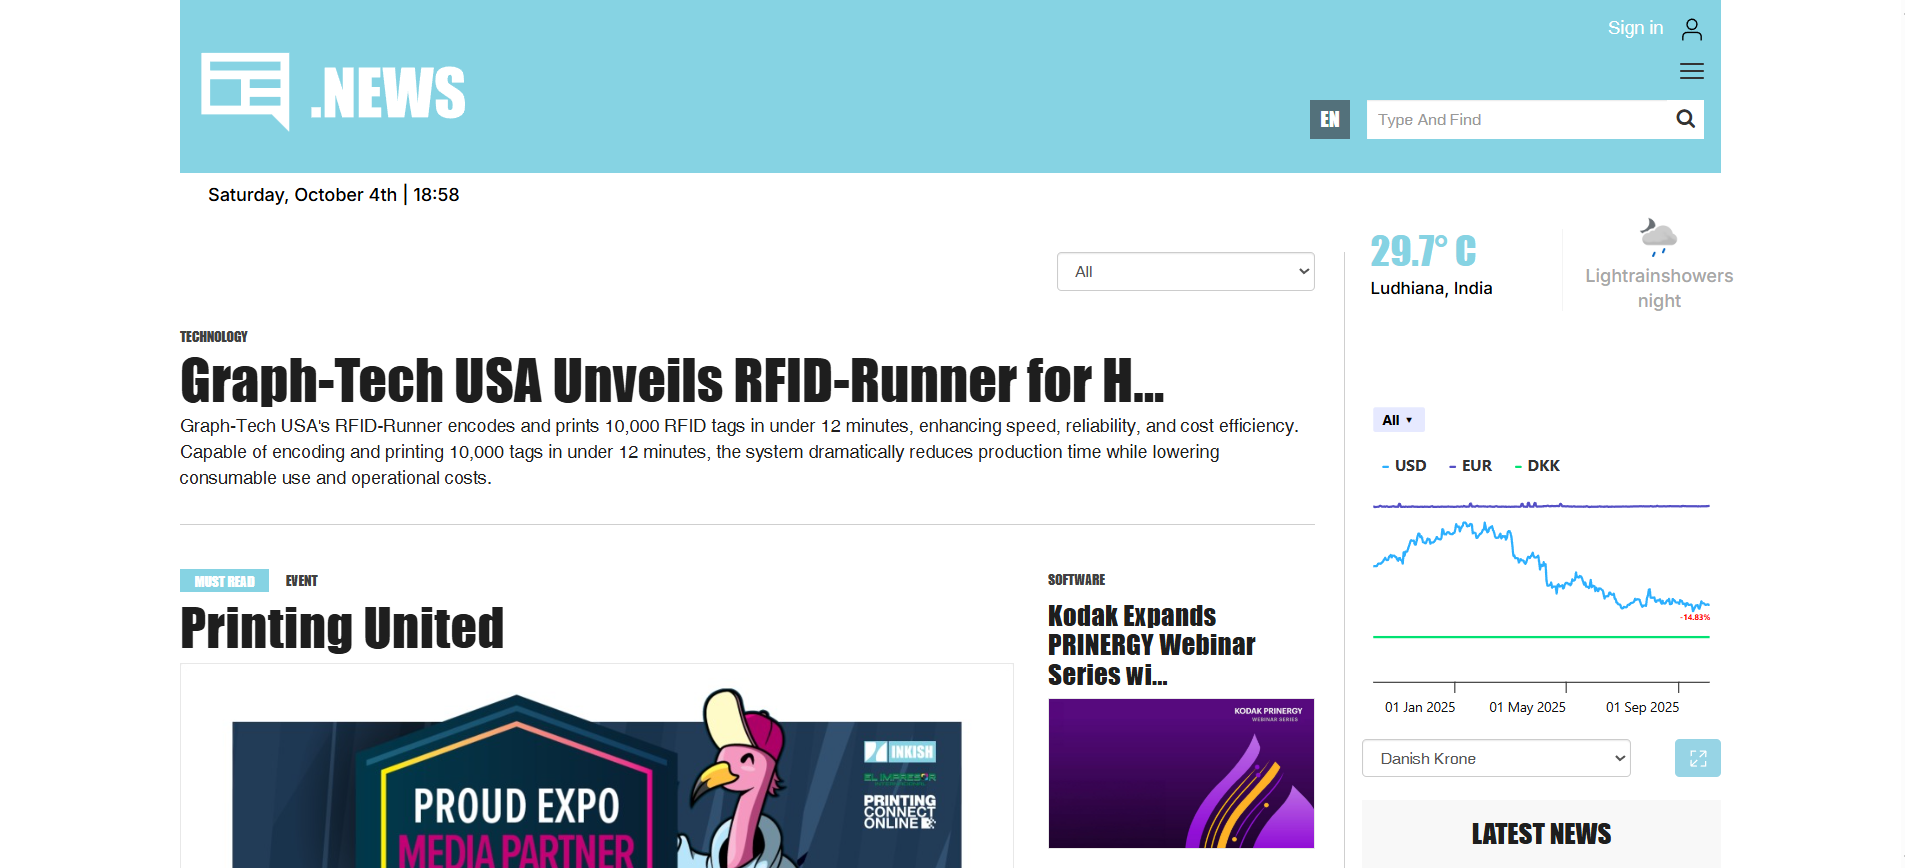 Sign in
.NEWS
EN
Type And Find
Saturday, October 4th | 18:58
All
29.7° C
Ludhiana, India
Lightrainshowers
night
TECHNOLOGY
Graph-Tech USA Unveils RFID-Runner for H...
Graph-Tech USA's RFID-Runner encodes and prints 10,000 RFID tags in under 12 minutes, enhancing speed, reliability, and cost efficiency.
Capable of encoding and printing 10,000 tags in under 12 minutes, the system dramatically reduces production time while lowering
consumable use and operational costs.
All ▼
USD EUR DKK
-14.83%
01 Jan 2025 01 May 2025 01 Sep 2025
Danish Krone
LATEST NEWS
MUST READ EVENT
Printing United
INKISH
EL IMPRESOR
PRINTING
CONNECT
ONLINE
PROUD EXPO
MEDIA PARTNER
SOFTWARE
Kodak Expands
PRINERGY Webinar
Series wi...
KODAK PRINERGY
WEBINAR SERIES